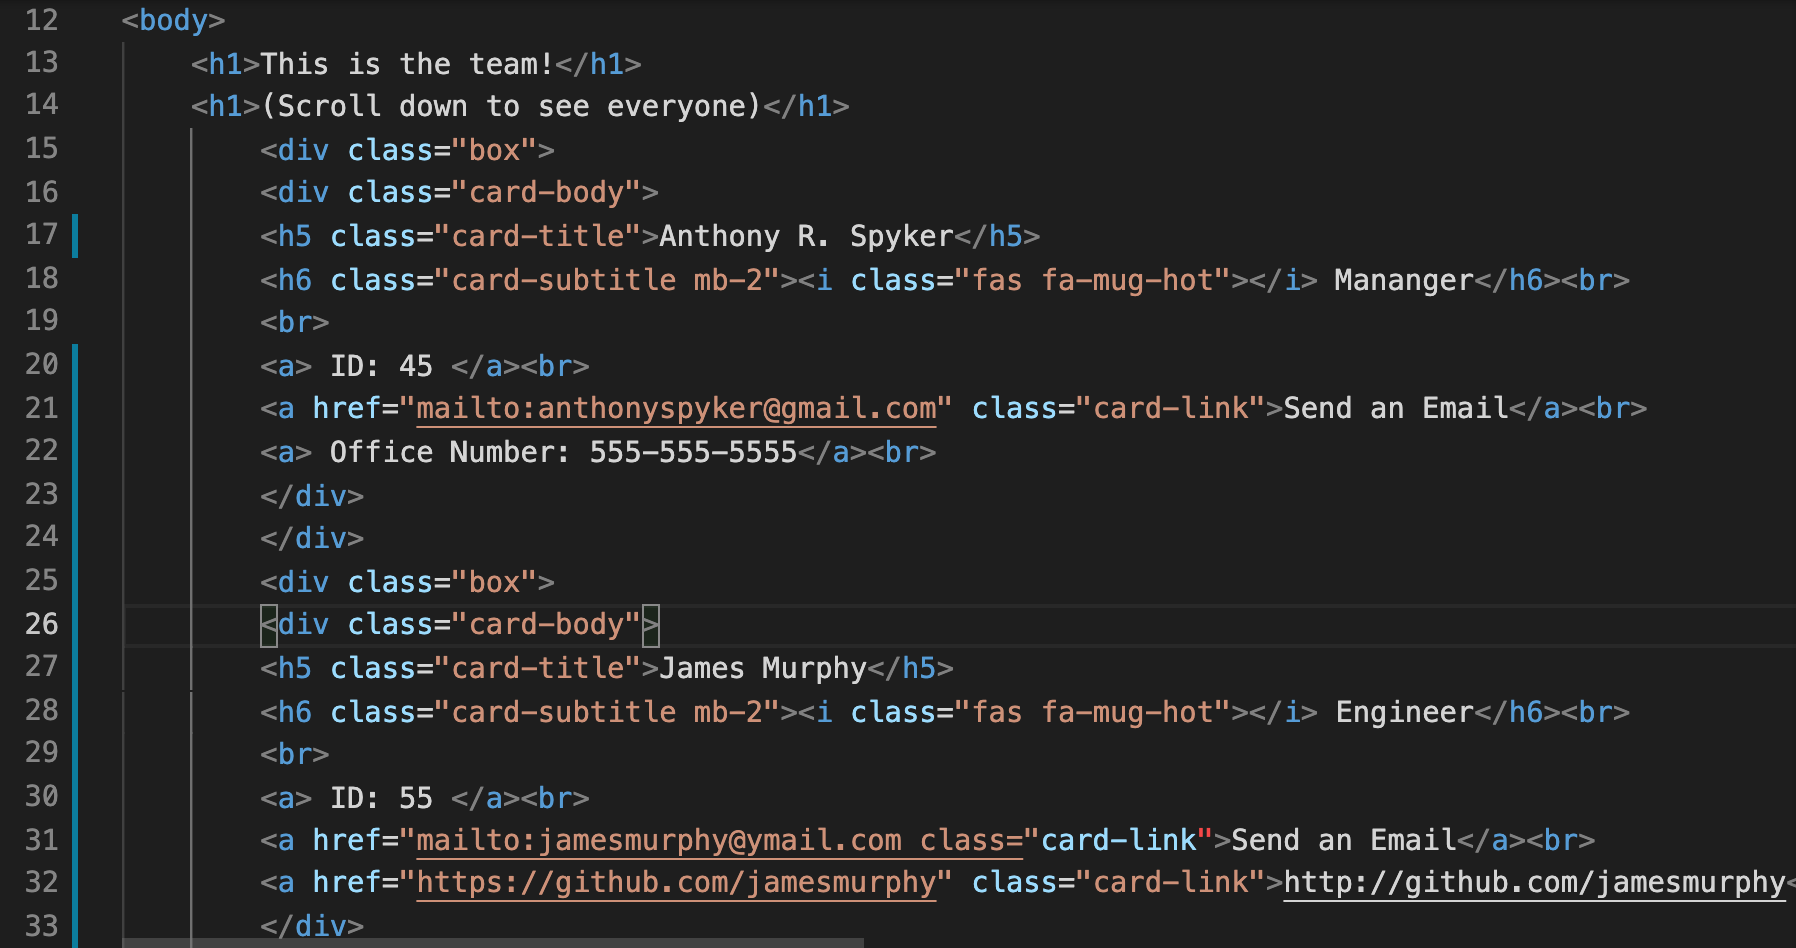 12 <body>
13 <h1>This is the team!</h1>
14 <h1>(Scroll down to see everyone)</h1>
15 <div class="box">
16 <div class="card-body">
17 <h5 class="card-title">Anthony R. Spyker</h5>
18 <h6 class="card-subtitle mb-2"><i class="fas fa-mug-hot"></i> Mananger</h6><br>
19 <br>
20 <a> ID: 45 </a><br>
21 <a href="mailto:anthonyspyker@gmail.com" class="card-link">Send an Email</a><br>
22 <a> Office Number: 555-555-5555</a><br>
23 </div>
24 </div>
25 <div class="box">
26 <div class="card-body">
27 <h5 class="card-title">James Murphy</h5>
28 <h6 class="card-subtitle mb-2"><i class="fas fa-mug-hot"></i> Engineer</h6><br>
29 <br>
30 <a> ID: 55 </a><br>
31 <a href="mailto:jamesmurphy@ymail.com class="card-link">Send an Email</a><br>
32 <a href="https://github.com/jamesmurphy" class="card-link">http://github.com/jamesmurphy<
33 </div>